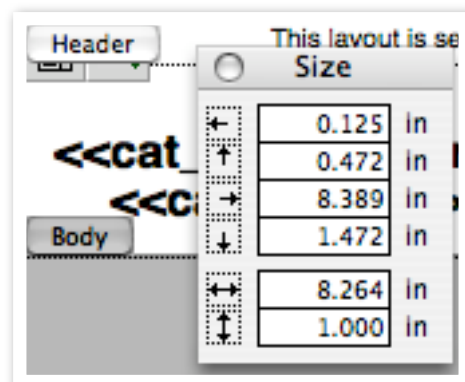 Header
This layout is se
Size
0.125 in
<<cat_
0.472 in
8.389 in
<<c
Body
1.472 in
8.264 in
1.000 in